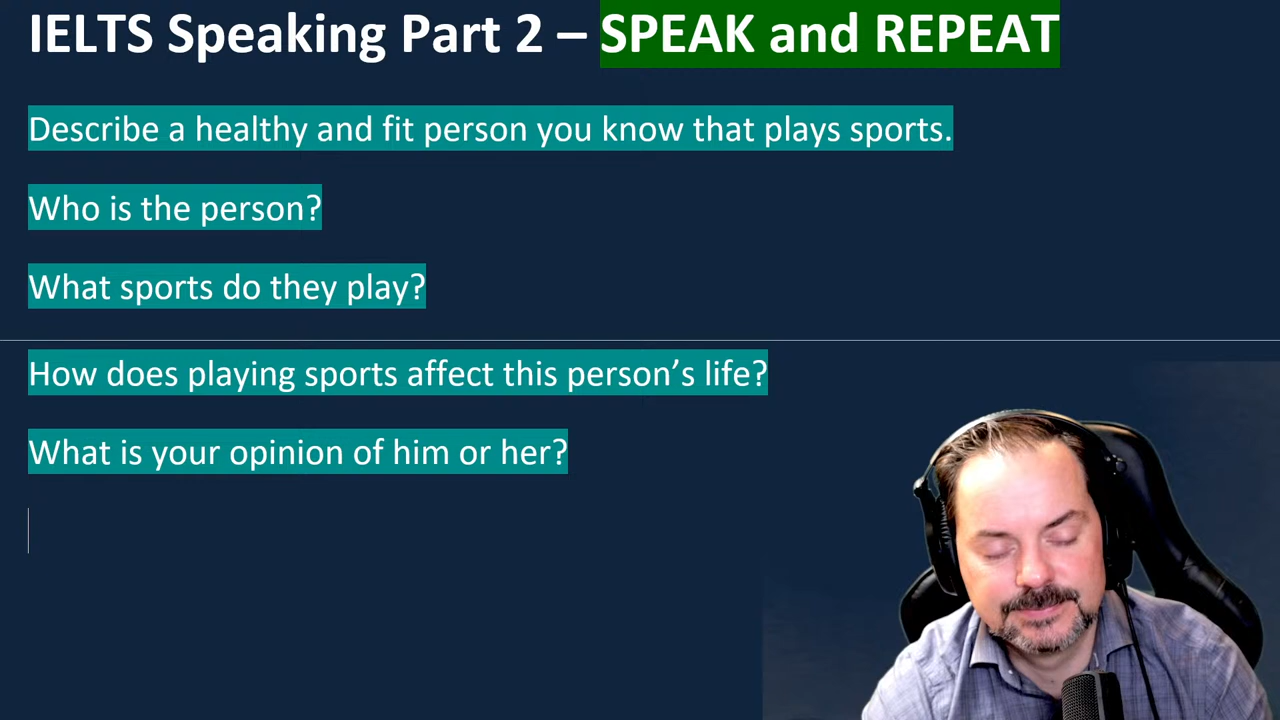 IELTS Speaking Part 2 – SPEAK and REPEAT
Describe a healthy and fit person you know that plays sports.
Who is the person?
What sports do they play?
How does playing sports affect this person’s life?
What is your opinion of him or her?